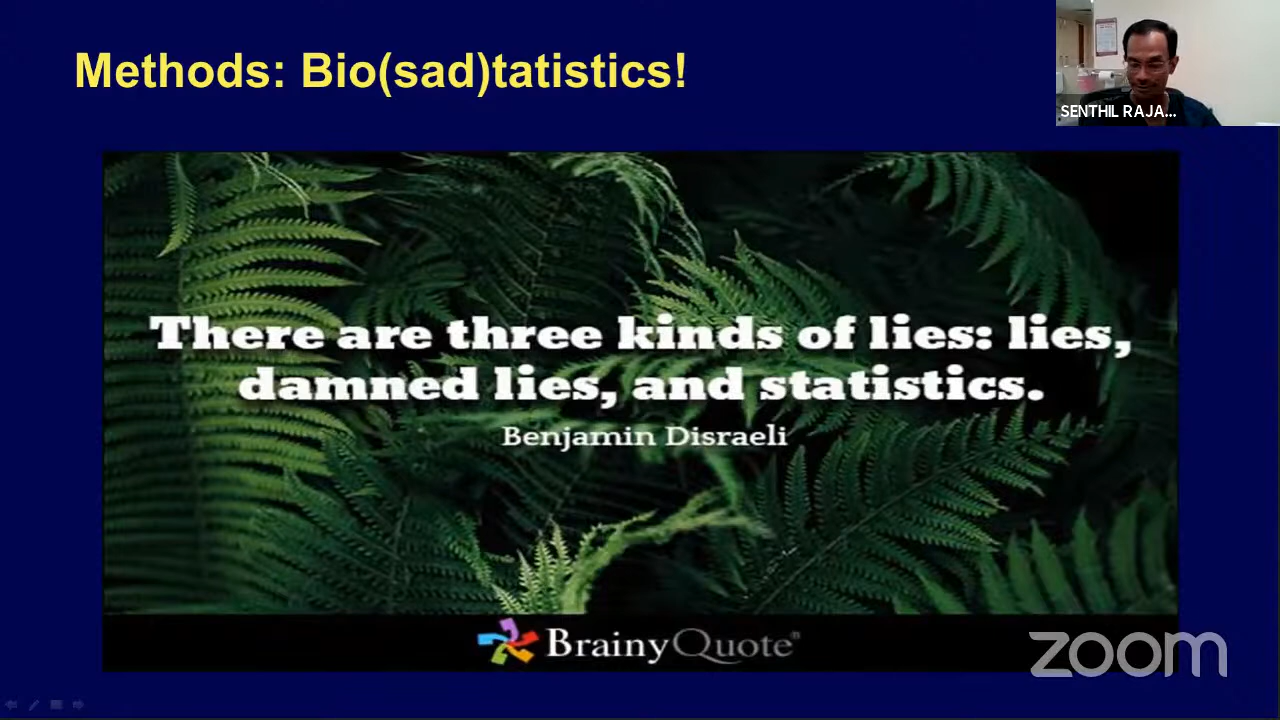 Methods: Bio(sad)tatistics!
SENTHIL RAJA...
There are three kinds of lies: lies,
damned lies, and statistics.
Benjamin Disraeli
BrainyQuote®
zoom